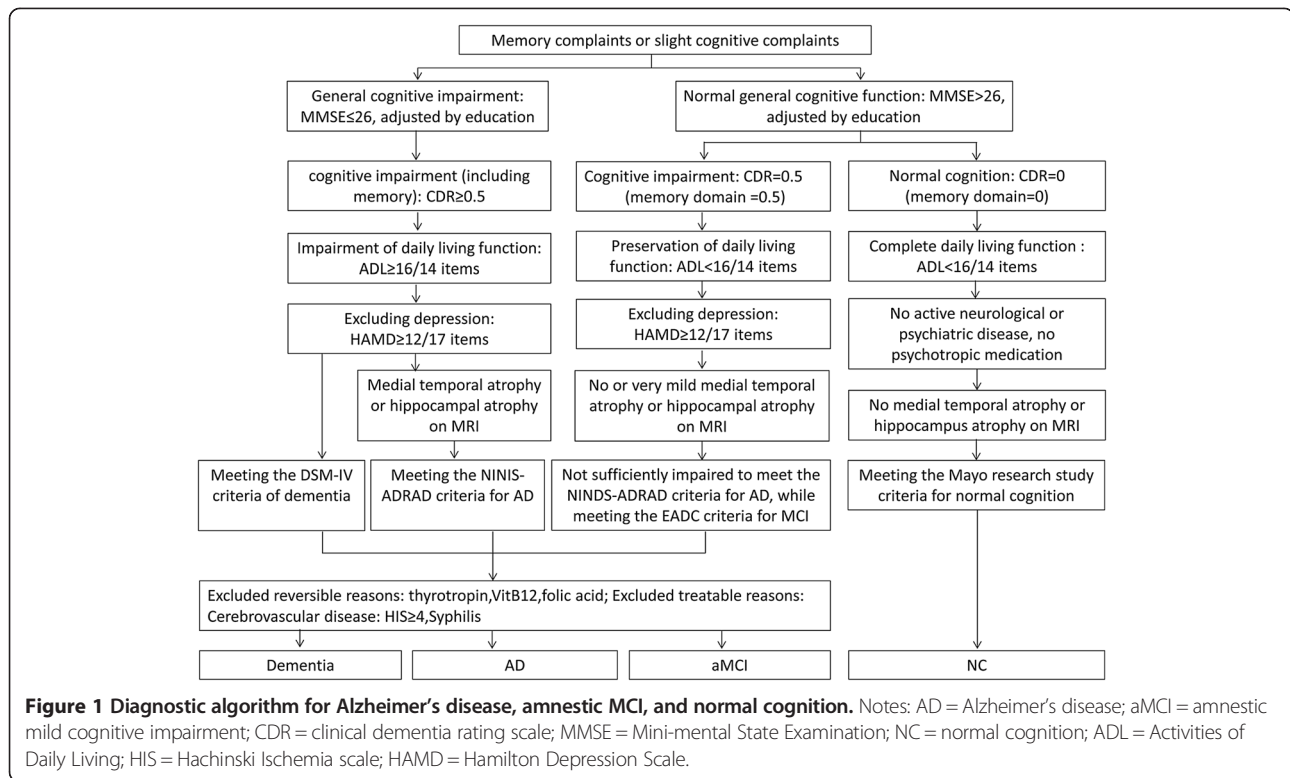 Memory complaints or slight cognitive complaints
General cognitive impairment:
MMSE≤26, adjusted by education
Normal general cognitive function: MMSE>26,
adjusted by education
cognitive impairment (including
memory): CDR≥0.5
Cognitive impairment: CDR=0.5
(memory domain =0.5)
Normal cognition: CDR=0
(memory domain=0)
Impairment of daily living function:
ADL≥16/14 items
Preservation of daily living
function: ADL<16/14 items
Complete daily living function :
ADL<16/14 items
Excluding depression:
HAMD≥12/17 items
Excluding depression:
HAMD≥12/17 items
No active neurological or
psychiatric disease, no
psychotropic medication
Medial temporal atrophy
or hippocampal atrophy
on MRI
No or very mild medial temporal
atrophy or hippocampal atrophy
on MRI
No medial temporal atrophy or
hippocampus atrophy on MRI
Meeting the DSM-IV
criteria of dementia
Meeting the NINIS-
ADRAD criteria for AD
Not sufficiently impaired to meet the
NINDS-ADRAD criteria for AD, while
meeting the EADC criteria for MCI
Meeting the Mayo research study
criteria for normal cognition
Excluded reversible reasons: thyrotropin,VitB12,folic acid; Excluded treatable reasons:
Cerebrovascular disease: HIS≥4,Syphilis
Dementia
AD
aMCI
NC
Figure 1 Diagnostic algorithm for Alzheimer's disease, amnestic MCI, and normal cognition. Notes: AD = Alzheimer's disease; aMCI = amnestic
mild cognitive impairment; CDR = clinical dementia rating scale; MMSE = Mini-mental State Examination; NC = normal cognition; ADL = Activities of
Daily Living; HIS = Hachinski Ischemia scale; HAMD = Hamilton Depression Scale.